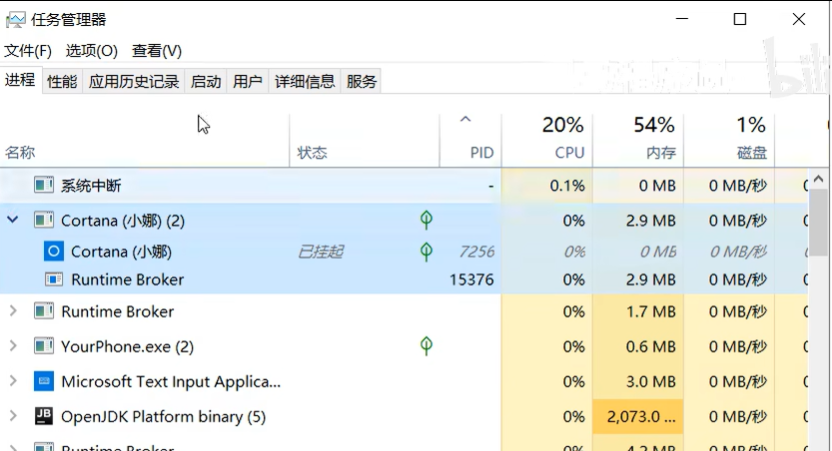 任务管理器
文件(F) 选项(O) 查看(V)
进程 性能 应用历史记录 启动 用户 详细信息 服务
20% 54% 1%
名称 状态 PID CPU 内存 磁盘
系统中断 - 0.1% 0 MB 0 MB/秒
Cortana (小娜) (2) 0% 2.9 MB 0 MB/秒
Cortana (小娜) 已挂起 7256 0% 0 MB 0 MB/秒
Runtime Broker 15376 0% 2.9 MB 0 MB/秒
Runtime Broker 0% 1.7 MB 0 MB/秒
YourPhone.exe (2) 0% 0.6 MB 0 MB/秒
Microsoft Text Input Applica... 0% 3.0 MB 0 MB/秒
JB OpenJDK Platform binary (5) 0% 2,073.0 ... 0 MB/秒
Runtime Broker 0% 4.2 MB 0 MB/秒